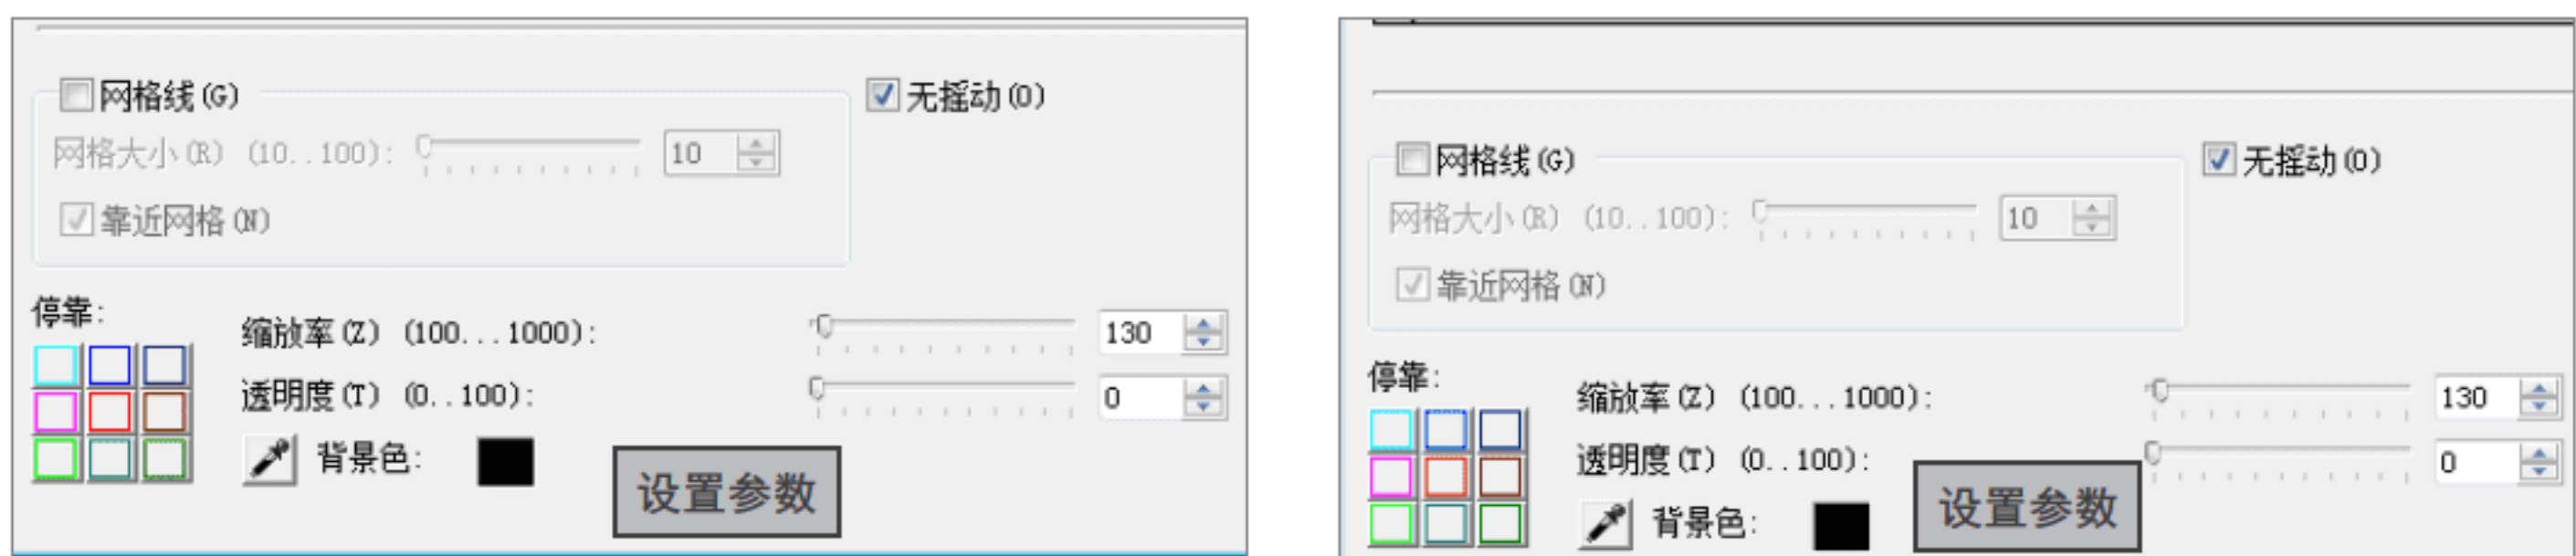 网格线(G)
无摇动(O)
网格大小(R) (10..100):
10
靠近网格(N)
停靠:
缩放率(Z) (100...1000):
130
透明度(T) (0..100):
0
背景色:
设置参数
网格线(G)
无摇动(O)
网格大小(R) (10..100):
10
靠近网格(N)
停靠:
缩放率(Z) (100...1000):
130
透明度(T) (0..100):
0
背景色:
设置参数